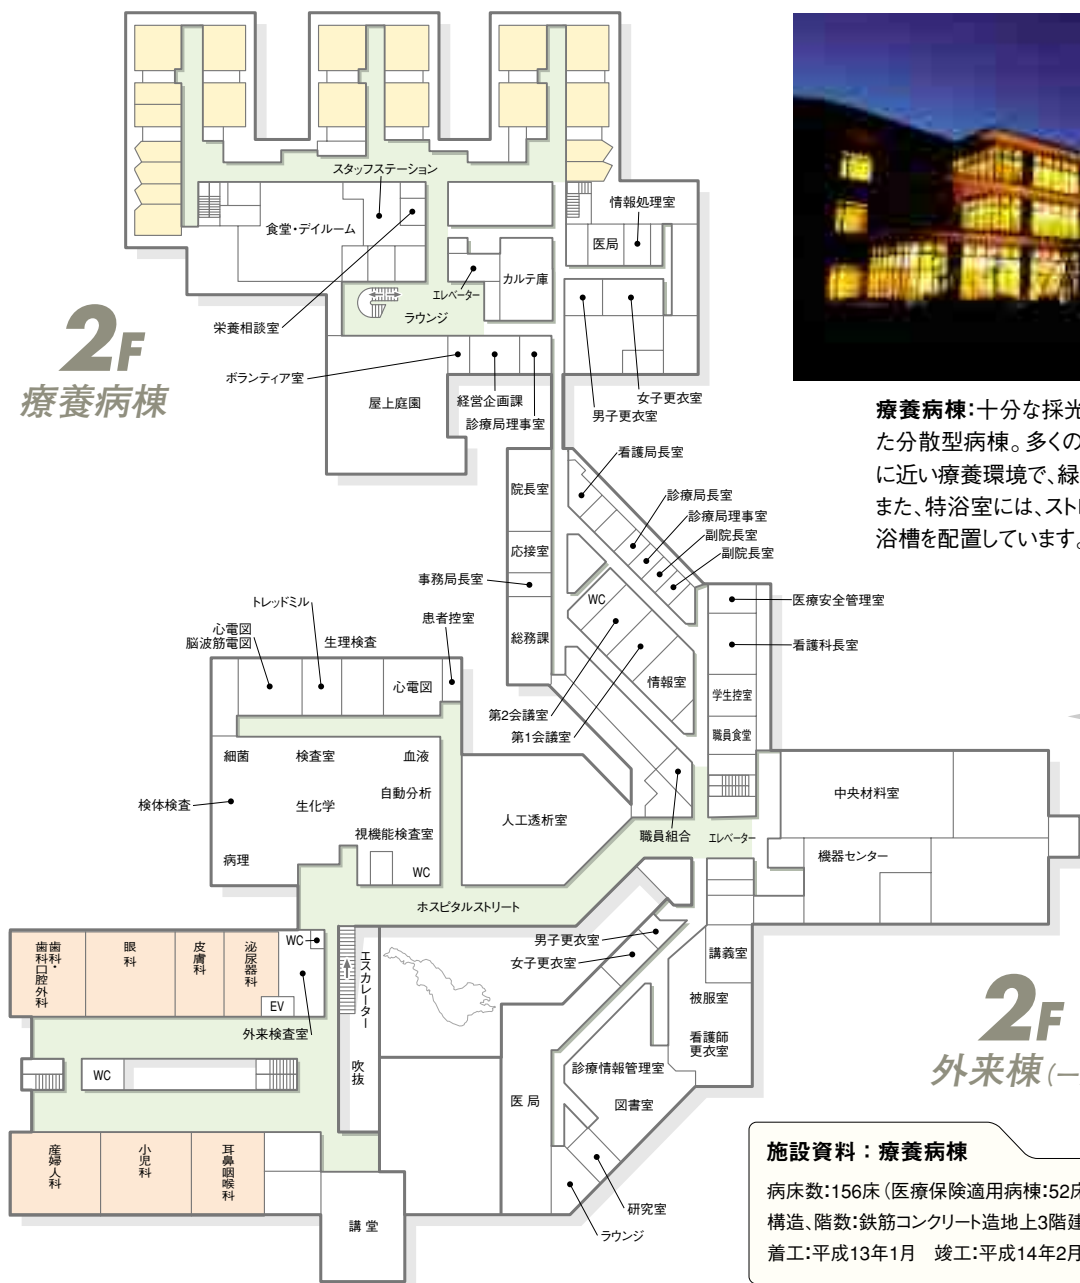 スタッフステーション
食堂・デイルーム
情報処理室
医局
カルテ庫
エレベーター
ラウンジ
栄養相談室
2F
療養病棟
ボランティア室
屋上庭園
経営企画課
診療局理事室
女子更衣室
男子更衣室
療養病棟:十分な採光
た分散型病棟。多くの
に近い療養環境で、緑
また、特浴室には、スト
浴槽を配置しています。
看護局長室
院長室
診療局長室
診療局理事室
副院長室
副院長室
応接室
事務局長室
WC
医療安全管理室
トレッドミル
患者控室
心電図
脳波筋電図
生理検査
総務課
看護科長室
心電図
情報室
学生控室
第2会議室
第1会議室
職員食堂
細菌
検査室
血液
検体検査
生化学
自動分析
人工透析室
中央材料室
視機能検査室
職員組合
エレベーター
病理
WC
機器センター
ホスピタルストリート
歯科・
歯科口腔外科
眼科
皮膚科
泌尿器科
WC
EV
外来検査室
エスカレーター
吹抜
男子更衣室
女子更衣室
講義室
被服室
看護師
更衣室
2F
外来棟(一
WC
診療情報管理室
医局
図書室
産婦人科
小児科
耳鼻咽喉科
講堂
研究室
ラウンジ
施設資料：療養病棟
病床数:156床(医療保険適用病棟:52床
構造、階数:鉄筋コンクリート造地上3階建
着工:平成13年1月　竣工:平成14年2月